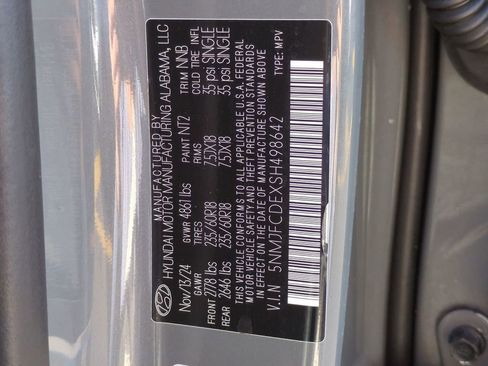 MANUFACTURED BY
HYUNDAI MOTOR MANUFACTURING ALABAMA, LLC
Nov/13/24 GVWR 4861 lbs PAINT NT2 TRIM NNB
GAWR TIRES RIMS COLD TIRE INFL
FRONT 2778 lbs 235/60R18 7.5JX18 35 psi SINGLE
REAR 2646 lbs 235/60R18 7.5JX18 35 psi SINGLE
THIS VEHICLE CONFORMS TO ALL APPLICABLE U.S.A. FEDERAL
MOTOR VEHICLE SAFETY AND BUMPER STANDARDS
IN EFFECT ON THE DATE OF MANUFACTURE SHOWN ABOVE.
V.I.N 5NMJFCDEXSH498642 TYPE: MPV